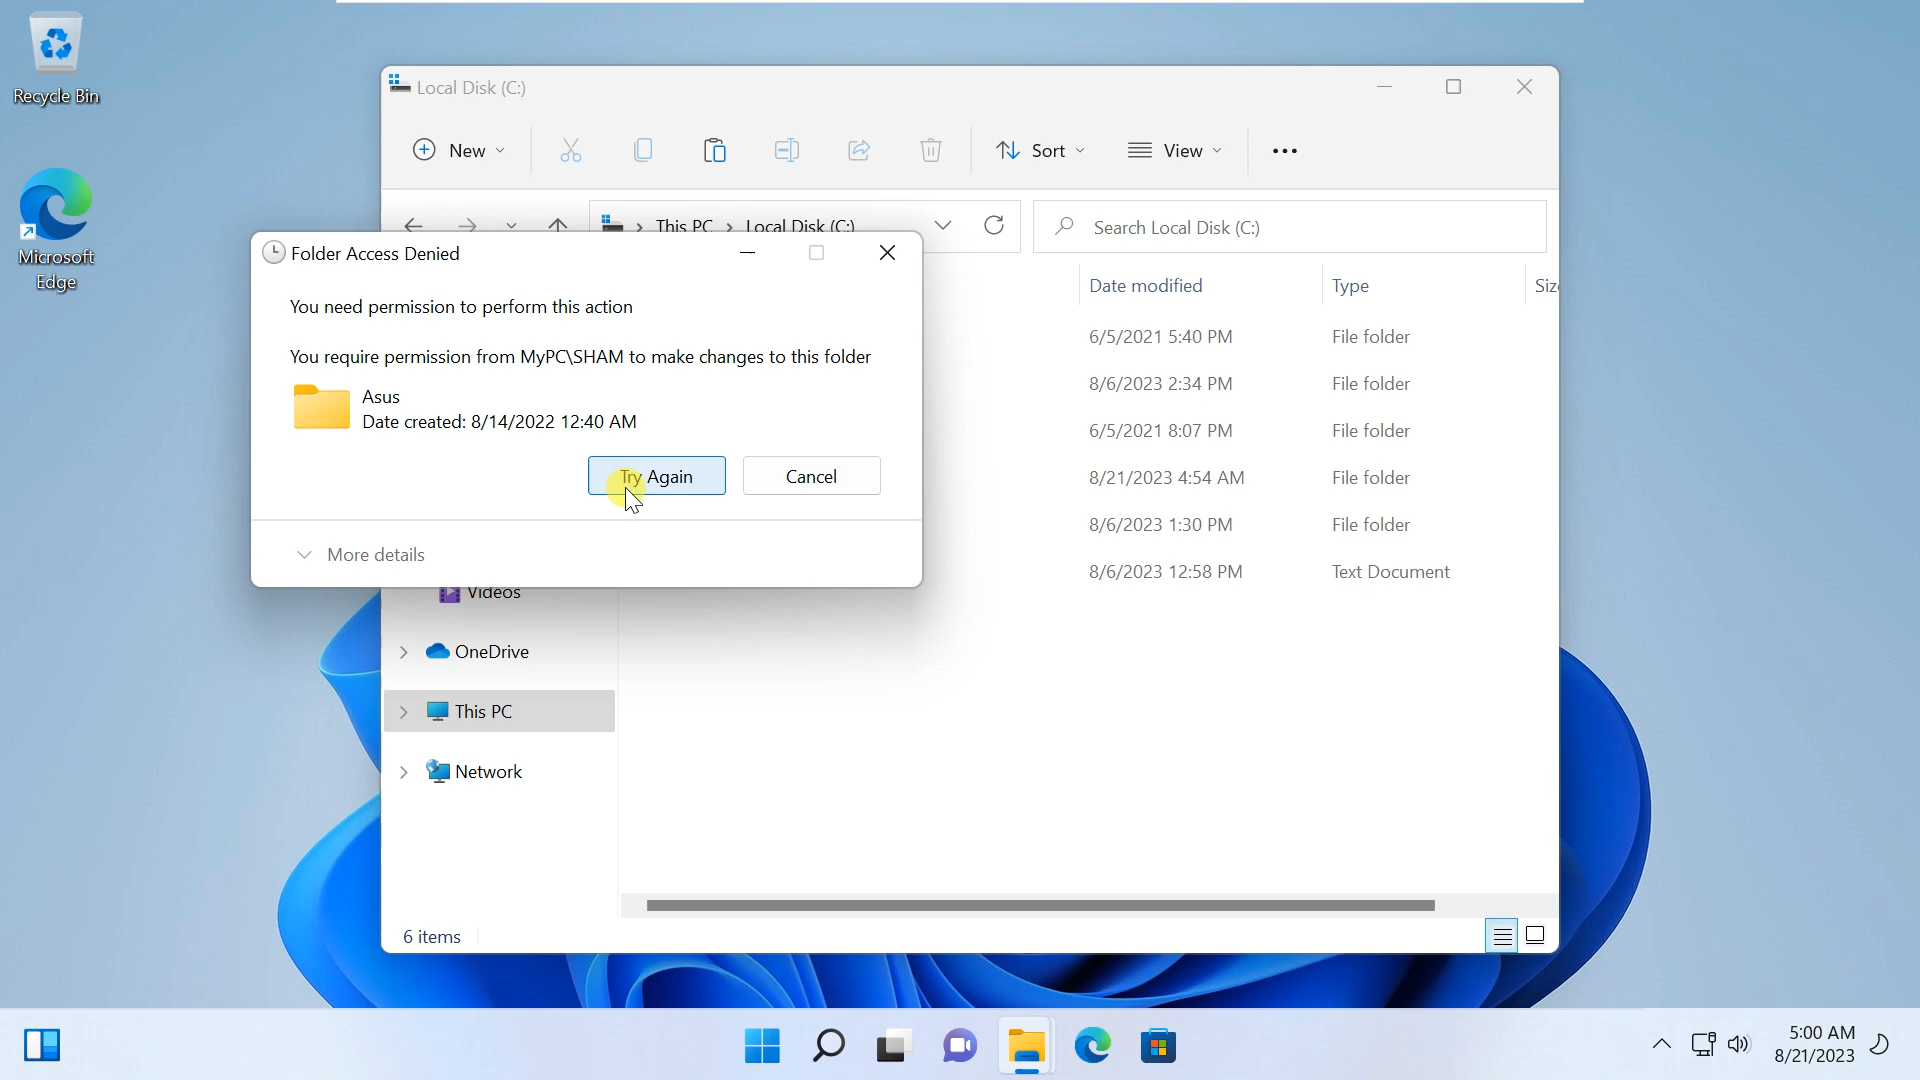 Recycle Bin
Microsoft
Edge
Local Disk (C:)
New
Sort
View
This PC
Local Disk (C:)
Search Local Disk (C:)
Folder Access Denied
You need permission to perform this action
You require permission from MyPC\SHAM to make changes to this folder
Asus
Date created: 8/14/2022 12:40 AM
Try Again
Cancel
More details
Date modified
Type
Siz
6/5/2021 5:40 PM
File folder
8/6/2023 2:34 PM
File folder
6/5/2021 8:07 PM
File folder
8/21/2023 4:54 AM
File folder
8/6/2023 1:30 PM
File folder
8/6/2023 12:58 PM
Text Document
Videos
OneDrive
This PC
Network
6 items
5:00 AM
8/21/2023